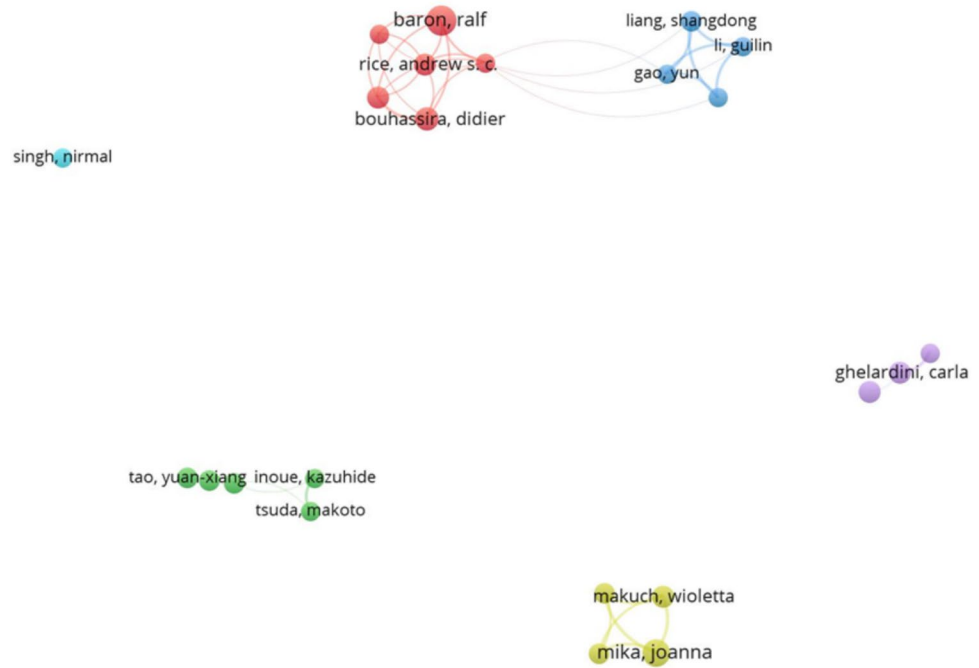 baron, ralf
liang, shangdong
li, guilin
rice, andrew s. c.
gao, yun
bouhassira, didier
singh, nirmal
ghelardini, carla
tao, yuan-xiang
inoue, kazuhide
tsuda, makoto
makuch, wioletta
mika, joanna